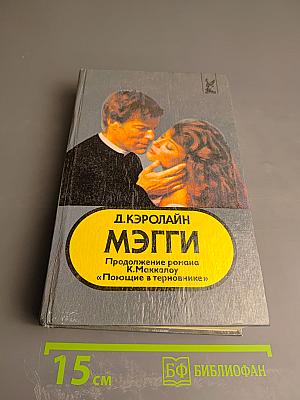 Д.КЭРОЛАЙН
МЭГГИ
Продолжение романа
К.Маккалоу
«Поющие в терновнике»
15 см
БФ БИБЛИОФАН